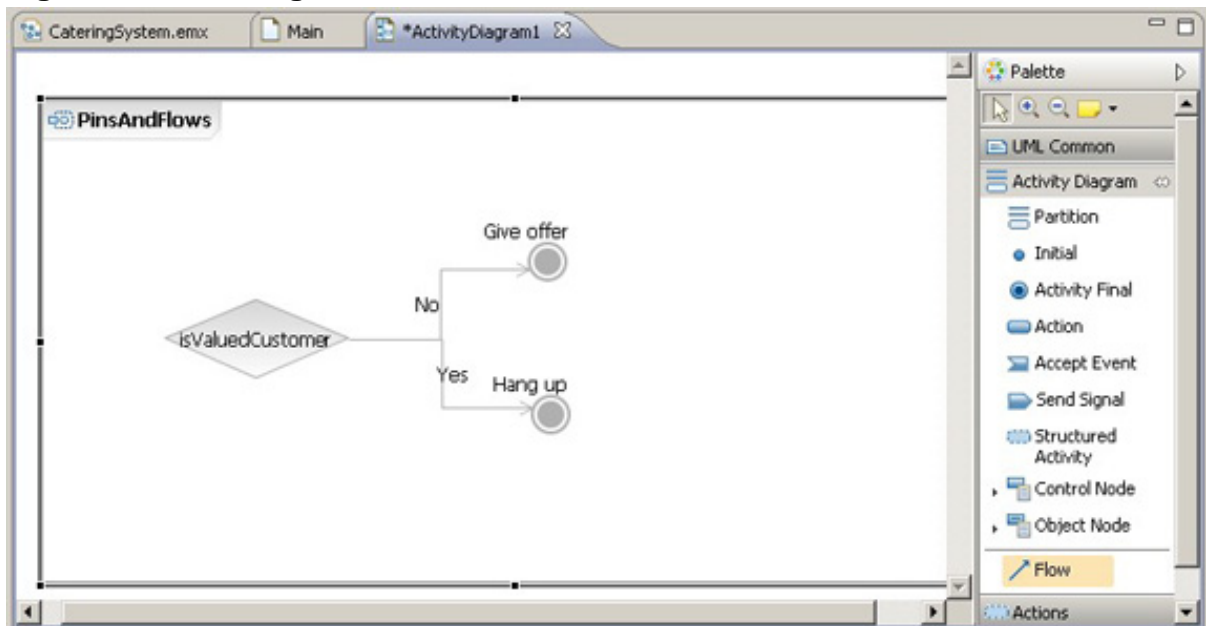 CateringSystem.emx
Main
*ActivityDiagram1
PinsAndFlows
Give offer
No
isValuedCustomer
Yes
Hang up
Palette
UML Common
Activity Diagram
Partition
Initial
Activity Final
Action
Accept Event
Send Signal
Structured
Activity
Control Node
Object Node
Flow
Actions